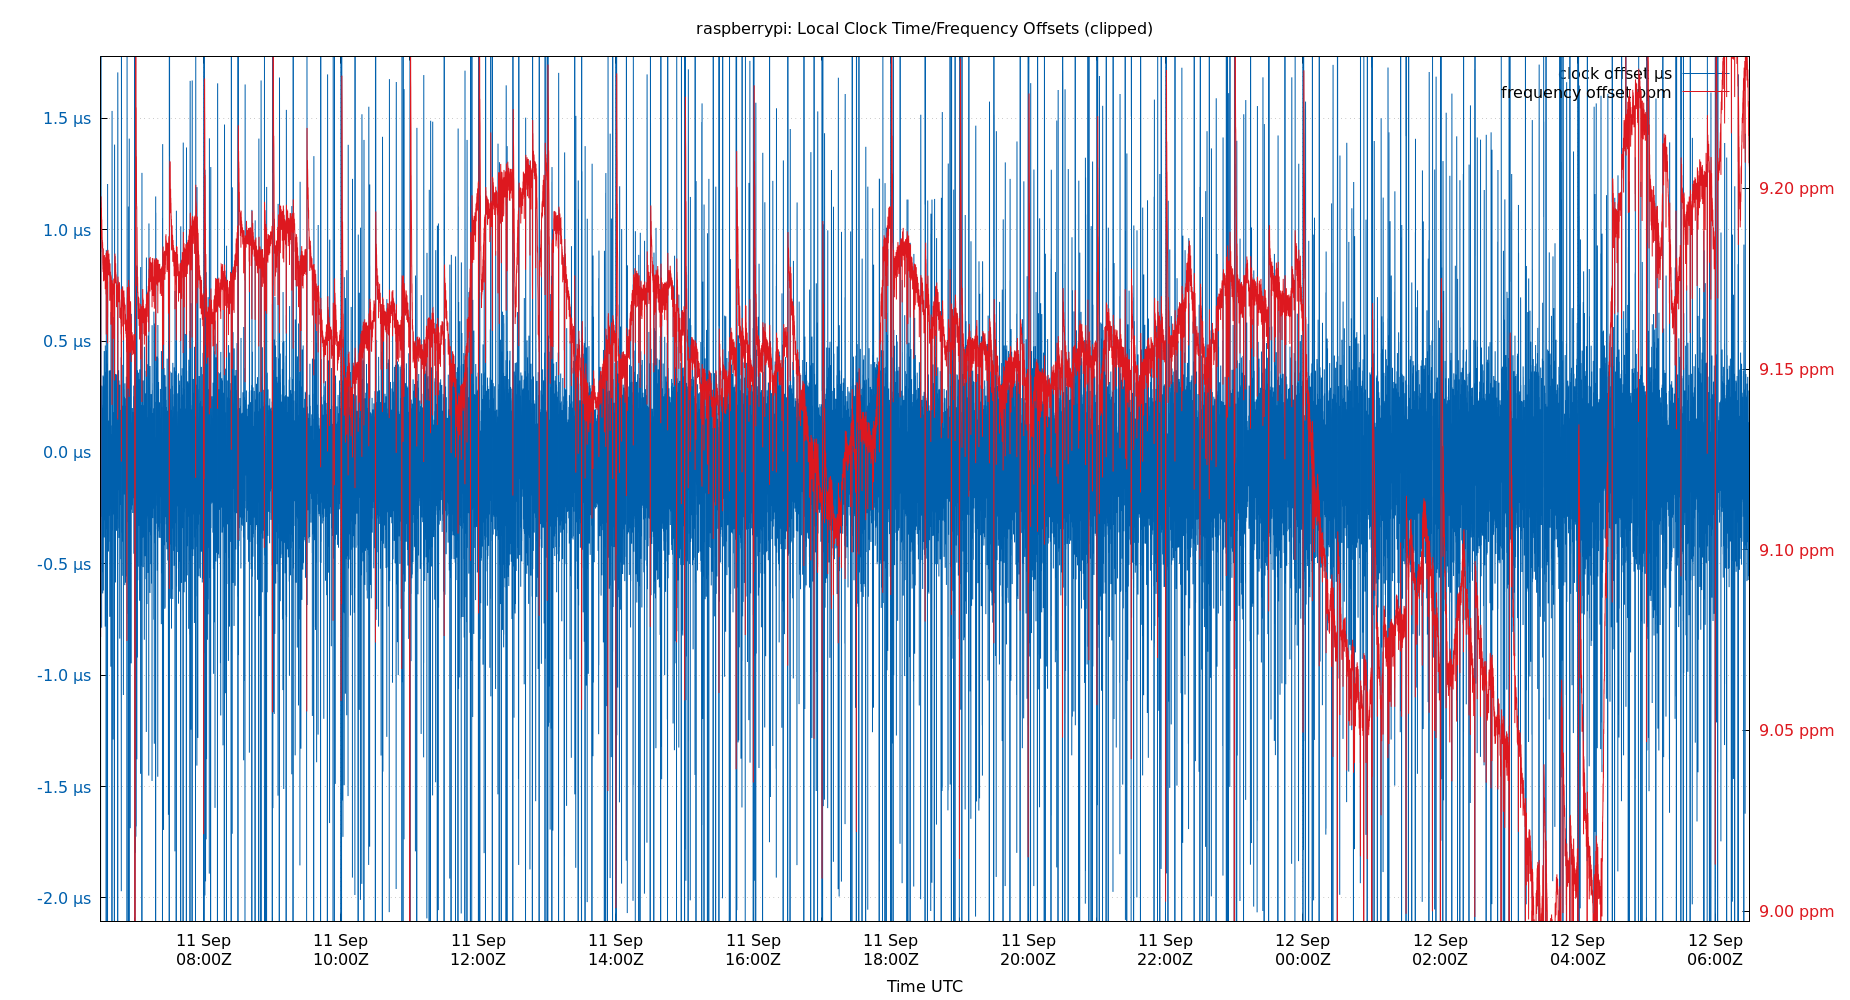 raspberrypi: Local Clock Time/Frequency Offsets (clipped)
clock offset µs
frequency offset ppm
1.5 µs
1.0 µs
0.5 µs
0.0 µs
-0.5 µs
-1.0 µs
-1.5 µs
-2.0 µs
9.20 ppm
9.15 ppm
9.10 ppm
9.05 ppm
9.00 ppm
11 Sep
08:00Z
11 Sep
10:00Z
11 Sep
12:00Z
11 Sep
14:00Z
11 Sep
16:00Z
11 Sep
18:00Z
11 Sep
20:00Z
11 Sep
22:00Z
12 Sep
00:00Z
12 Sep
02:00Z
12 Sep
04:00Z
12 Sep
06:00Z
Time UTC